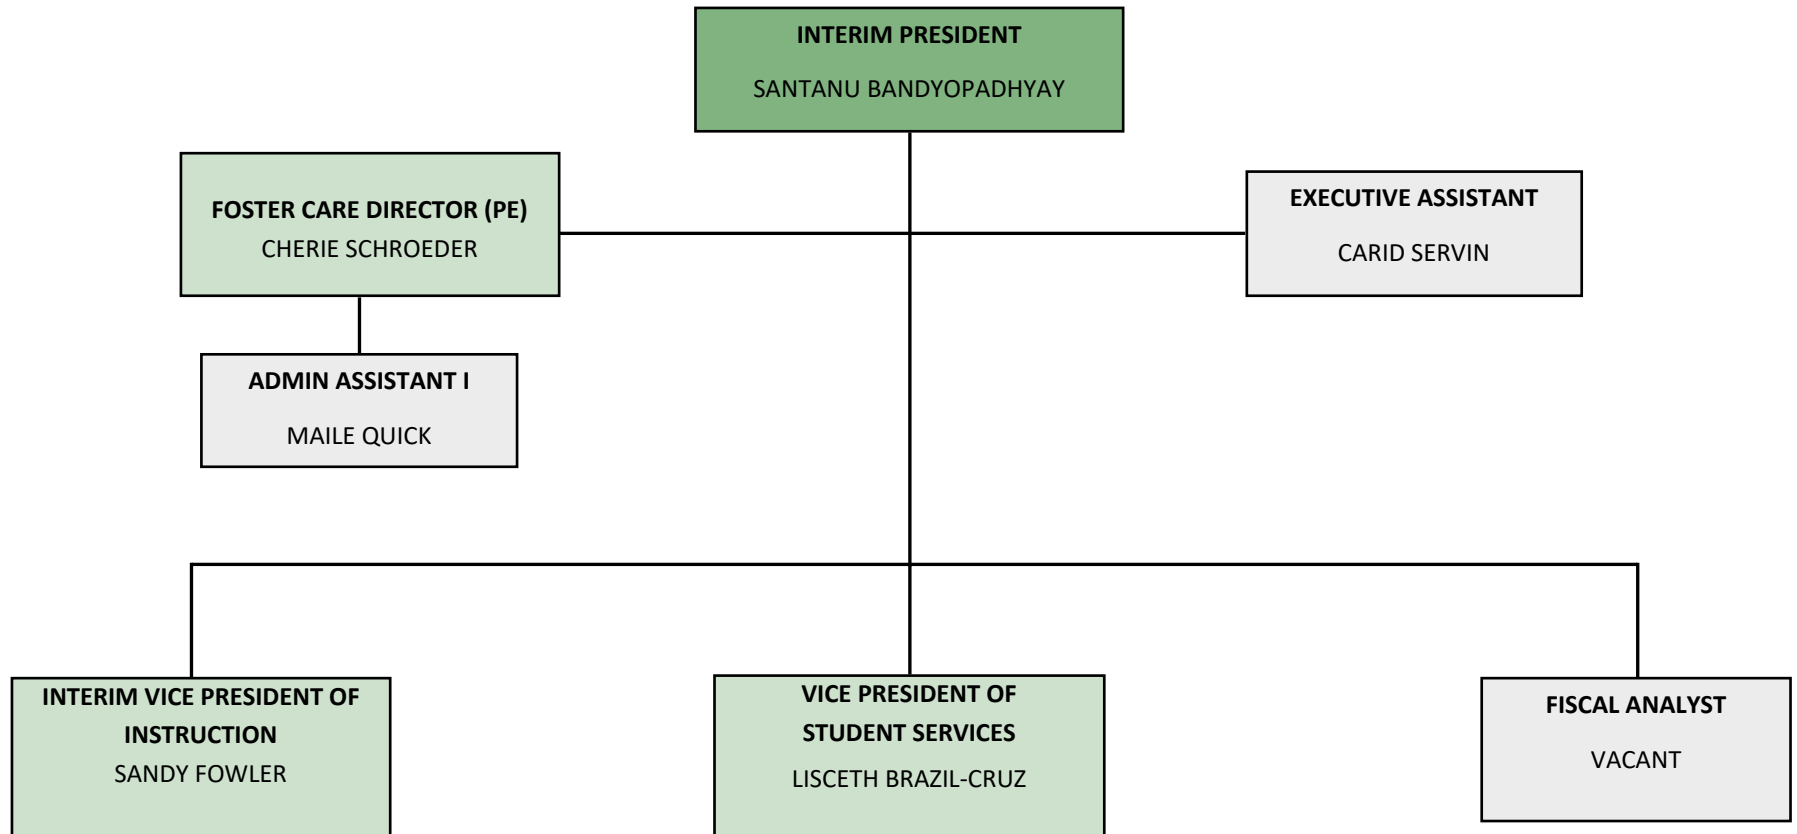 INTERIM PRESIDENT
SANTANU BANDYOPADHYAY
FOSTER CARE DIRECTOR (PE)
CHERIE SCHROEDER
EXECUTIVE ASSISTANT
CARID SERVIN
ADMIN ASSISTANT I
MAILE QUICK
INTERIM VICE PRESIDENT OF
INSTRUCTION
SANDY FOWLER
VICE PRESIDENT OF
STUDENT SERVICES
LISCETH BRAZIL-CRUZ
FISCAL ANALYST
VACANT